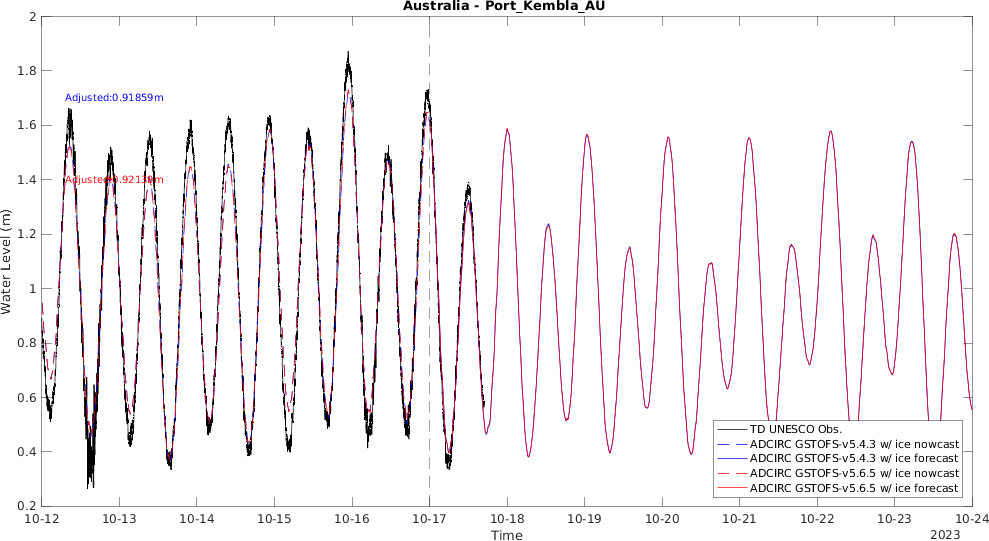 Australia - Port_Kembla_AU
2
1.8
1.6
1.4
1.2
1
0.8
0.6
0.4
0.2
Water Level (m)
Adjusted:0.91859m
TD UNESCO Obs.
ADCIRC GSTOFS-v5.4.3 w/ ice nowcast
ADCIRC GSTOFS-v5.4.3 w/ ice forecast
ADCIRC GSTOFS-v5.6.5 w/ ice nowcast
ADCIRC GSTOFS-v5.6.5 w/ ice forecast
10-12 10-13 10-14 10-15 10-16 10-17 10-18 10-19 10-20 10-21 10-22 10-23 10-24
Time
2023